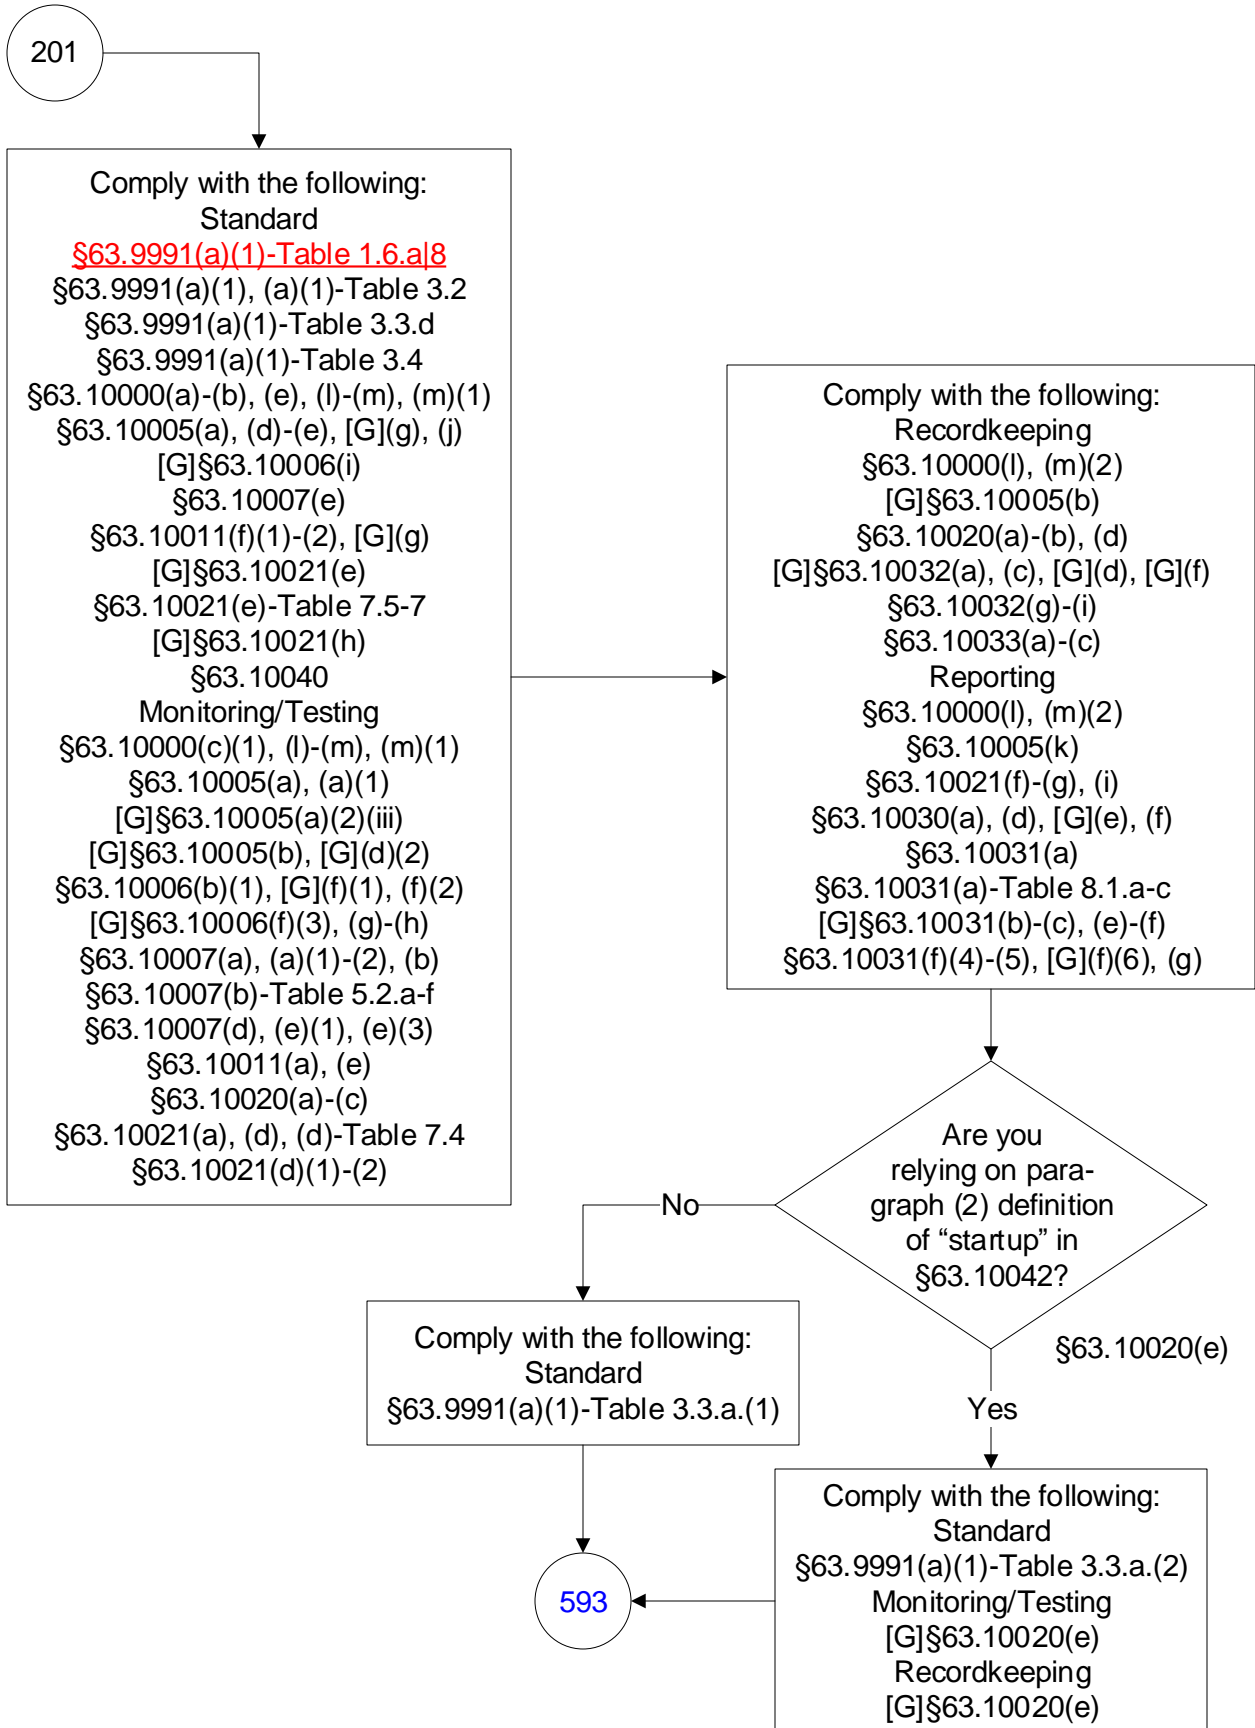 201
Comply with the following:
Standard
§63.9991(a)(1)-Table 1.6.a|8
§63.9991(a)(1), (a)(1)-Table 3.2
§63.9991(a)(1)-Table 3.3.d
§63.9991(a)(1)-Table 3.4
§63.10000(a)-(b), (e), (l)-(m), (m)(1)
§63.10005(a), (d)-(e), [G](g), (j)
[G]§63.10006(i)
§63.10007(e)
§63.10011(f)(1)-(2), [G](g)
[G]§63.10021(e)
§63.10021(e)-Table 7.5-7
[G]§63.10021(h)
§63.10040
Monitoring/Testing
§63.10000(c)(1), (l)-(m), (m)(1)
§63.10005(a), (a)(1)
[G]§63.10005(a)(2)(iii)
[G]§63.10005(b), [G](d)(2)
§63.10006(b)(1), [G](f)(1), (f)(2)
[G]§63.10006(f)(3), (g)-(h)
§63.10007(a), (a)(1)-(2), (b)
§63.10007(b)-Table 5.2.a-f
§63.10007(d), (e)(1), (e)(3)
§63.10011(a), (e)
§63.10020(a)-(c)
§63.10021(a), (d), (d)-Table 7.4
§63.10021(d)(1)-(2)
Comply with the following:
Recordkeeping
§63.10000(l), (m)(2)
[G]§63.10005(b)
§63.10020(a)-(b), (d)
[G]§63.10032(a), (c), [G](d), [G](f)
§63.10032(g)-(i)
§63.10033(a)-(c)
Reporting
§63.10000(l), (m)(2)
§63.10005(k)
§63.10021(f)-(g), (i)
§63.10030(a), (d), [G](e), (f)
§63.10031(a)
§63.10031(a)-Table 8.1.a-c
[G]§63.10031(b)-(c), (e)-(f)
§63.10031(f)(4)-(5), [G](f)(6), (g)
Are you
relying on para-
graph (2) definition
of “startup” in
§63.10042?
§63.10020(e)
No
Comply with the following:
Standard
§63.9991(a)(1)-Table 3.3.a.(1)
Yes
Comply with the following:
Standard
§63.9991(a)(1)-Table 3.3.a.(2)
Monitoring/Testing
[G]§63.10020(e)
Recordkeeping
[G]§63.10020(e)
593